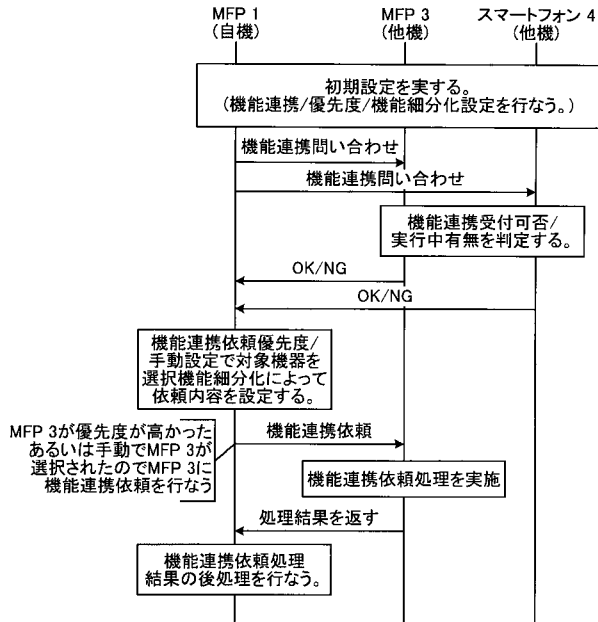 MFP 1
(自機)
MFP 3
(他機)
スマートフォン 4
(他機)
初期設定を実する。
(機能連携/優先度/機能細分化設定を行なう。)
機能連携問い合わせ
機能連携問い合わせ
機能連携受付可否/
実行中有無を判定する。
OK/NG
OK/NG
機能連携依頼優先度/
手動設定で対象機器を
選択機能細分化によって
依頼内容を設定する。
MFP 3が優先度が高かった
あるいは手動でMFP 3が
選択されたのでMFP 3に
機能連携依頼を行なう
機能連携依頼
機能連携依頼処理を実施
処理結果を返す
機能連携依頼処理
結果の後処理を行なう。